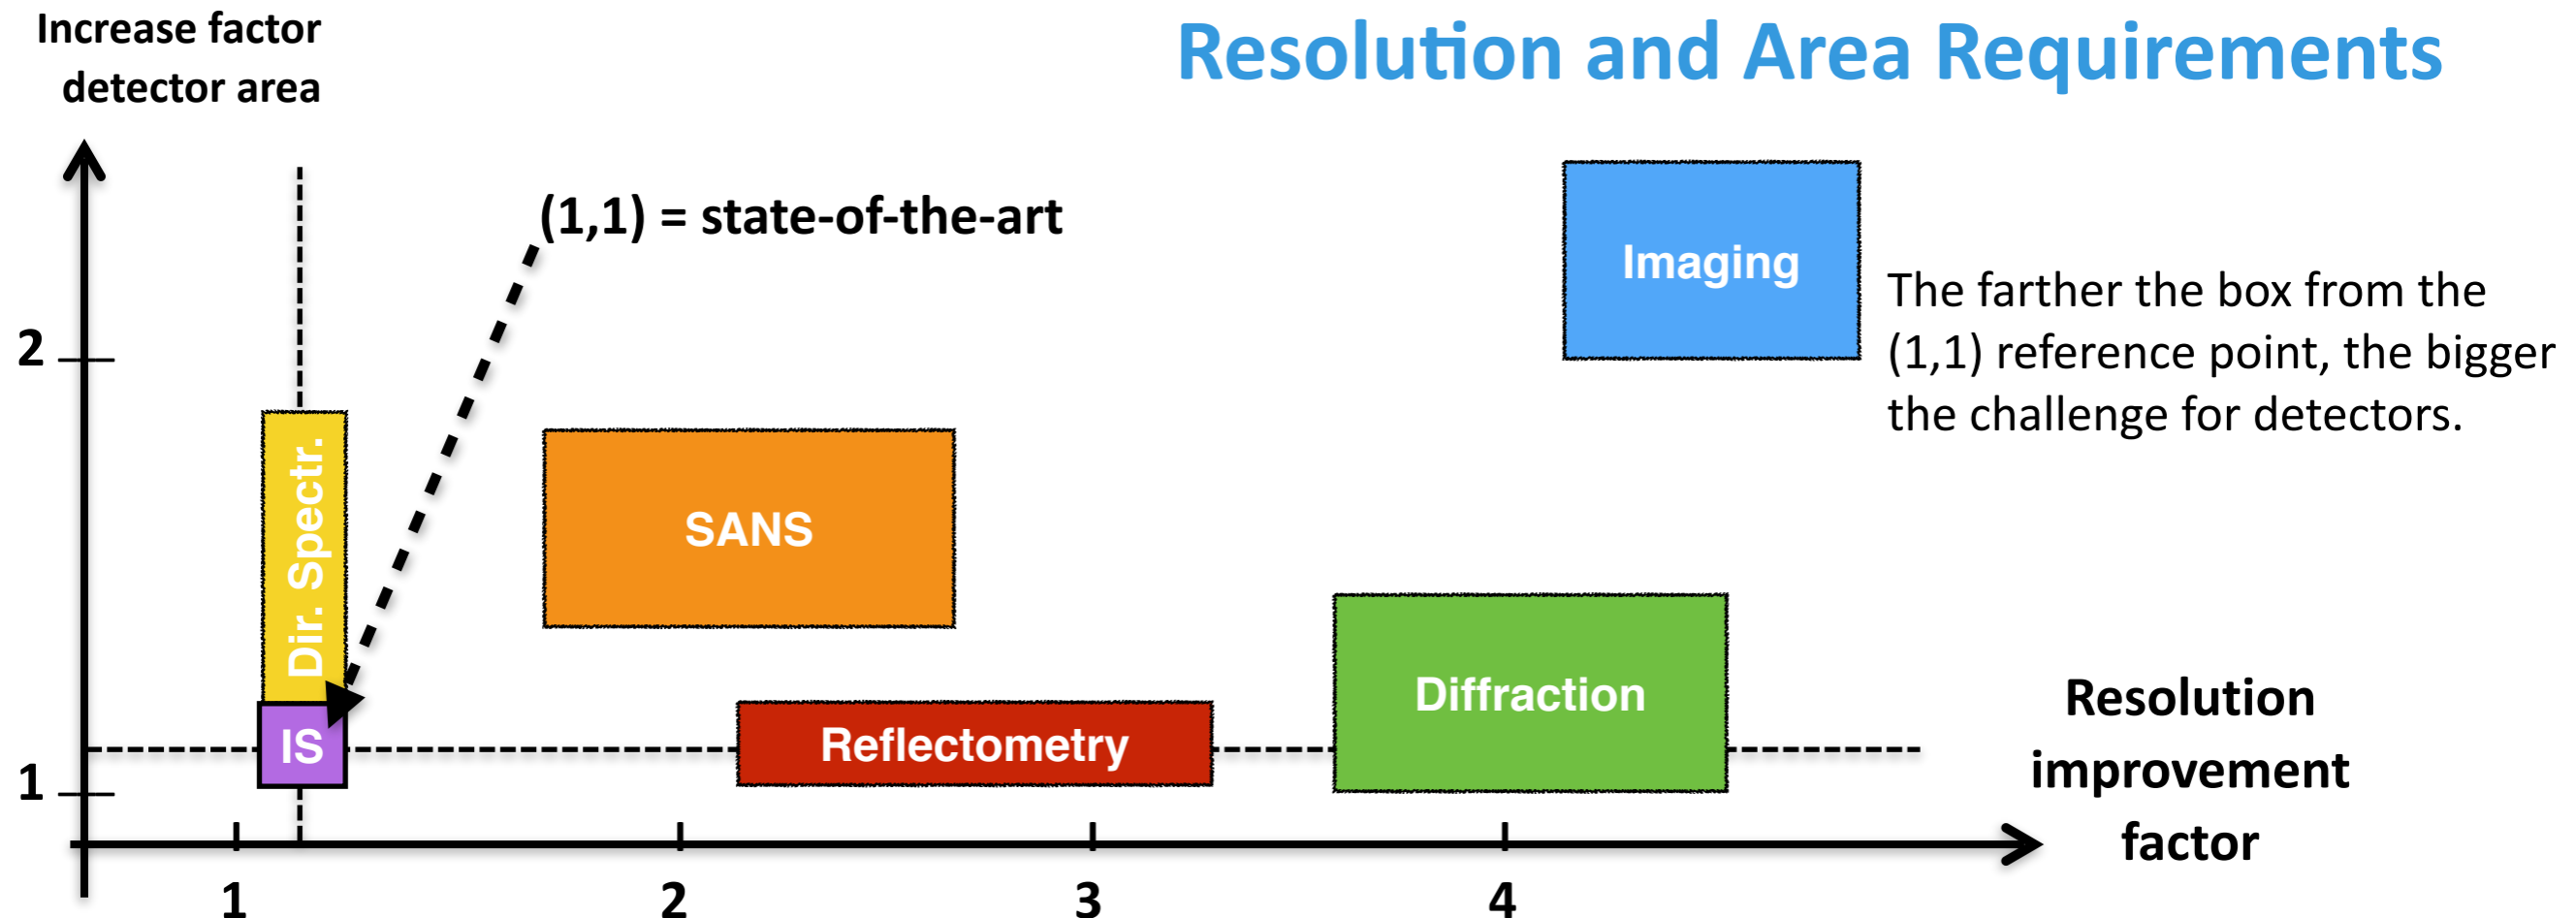 Increase factor
detector area
Resolution and Area Requirements
(1,1) = state-of-the-art
Imaging
The farther the box from the
(1,1) reference point, the bigger
the challenge for detectors.
2
Dir. Spectr.
SANS
Diffraction
Reflectometry
IS
1
Resolution
improvement
factor
1
2
3
4